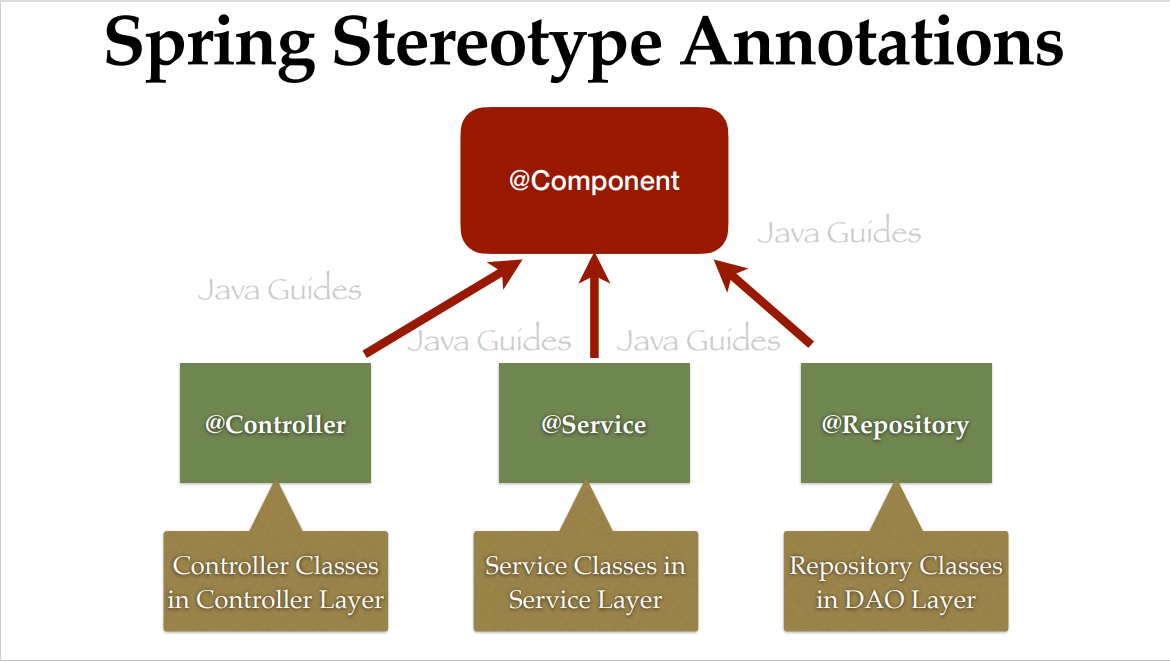 Spring Stereotype Annotations
@Component
Java Guides
Java Guides
Java Guides
Java Guides
@Controller
@Service
@Repository
Controller Classes
in Controller Layer
Service Classes in
Service Layer
Repository Classes
in DAO Layer